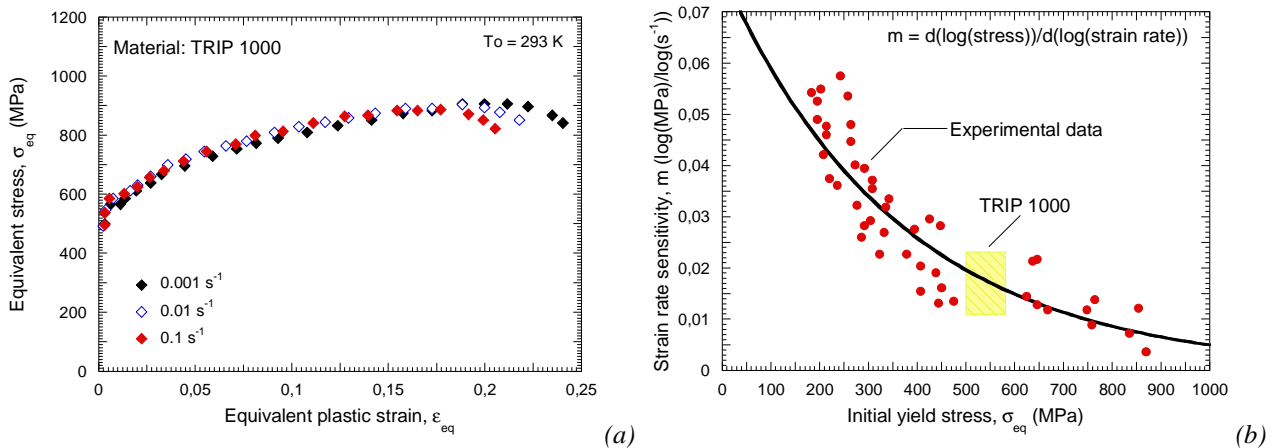 1200
1000
800
600
400
200
0
Equivalent stress, σeq (MPa)
Material: TRIP 1000
To = 293 K
0.001 s-1
0.01 s-1
0.1 s-1
0
0,05
0,1
0,15
0,2
0,25
Equivalent plastic strain, εeq
(a)
0,07
0,06
0,05
0,04
0,03
0,02
0,01
0
Strain rate sensitivity, m (log(MPa)/log(s-1))
m = d(log(stress))/d(log(strain rate))
Experimental data
TRIP 1000
0
100
200
300
400
500
600
700
800
900
1000
Initial yield stress, σeq (MPa)
(b)